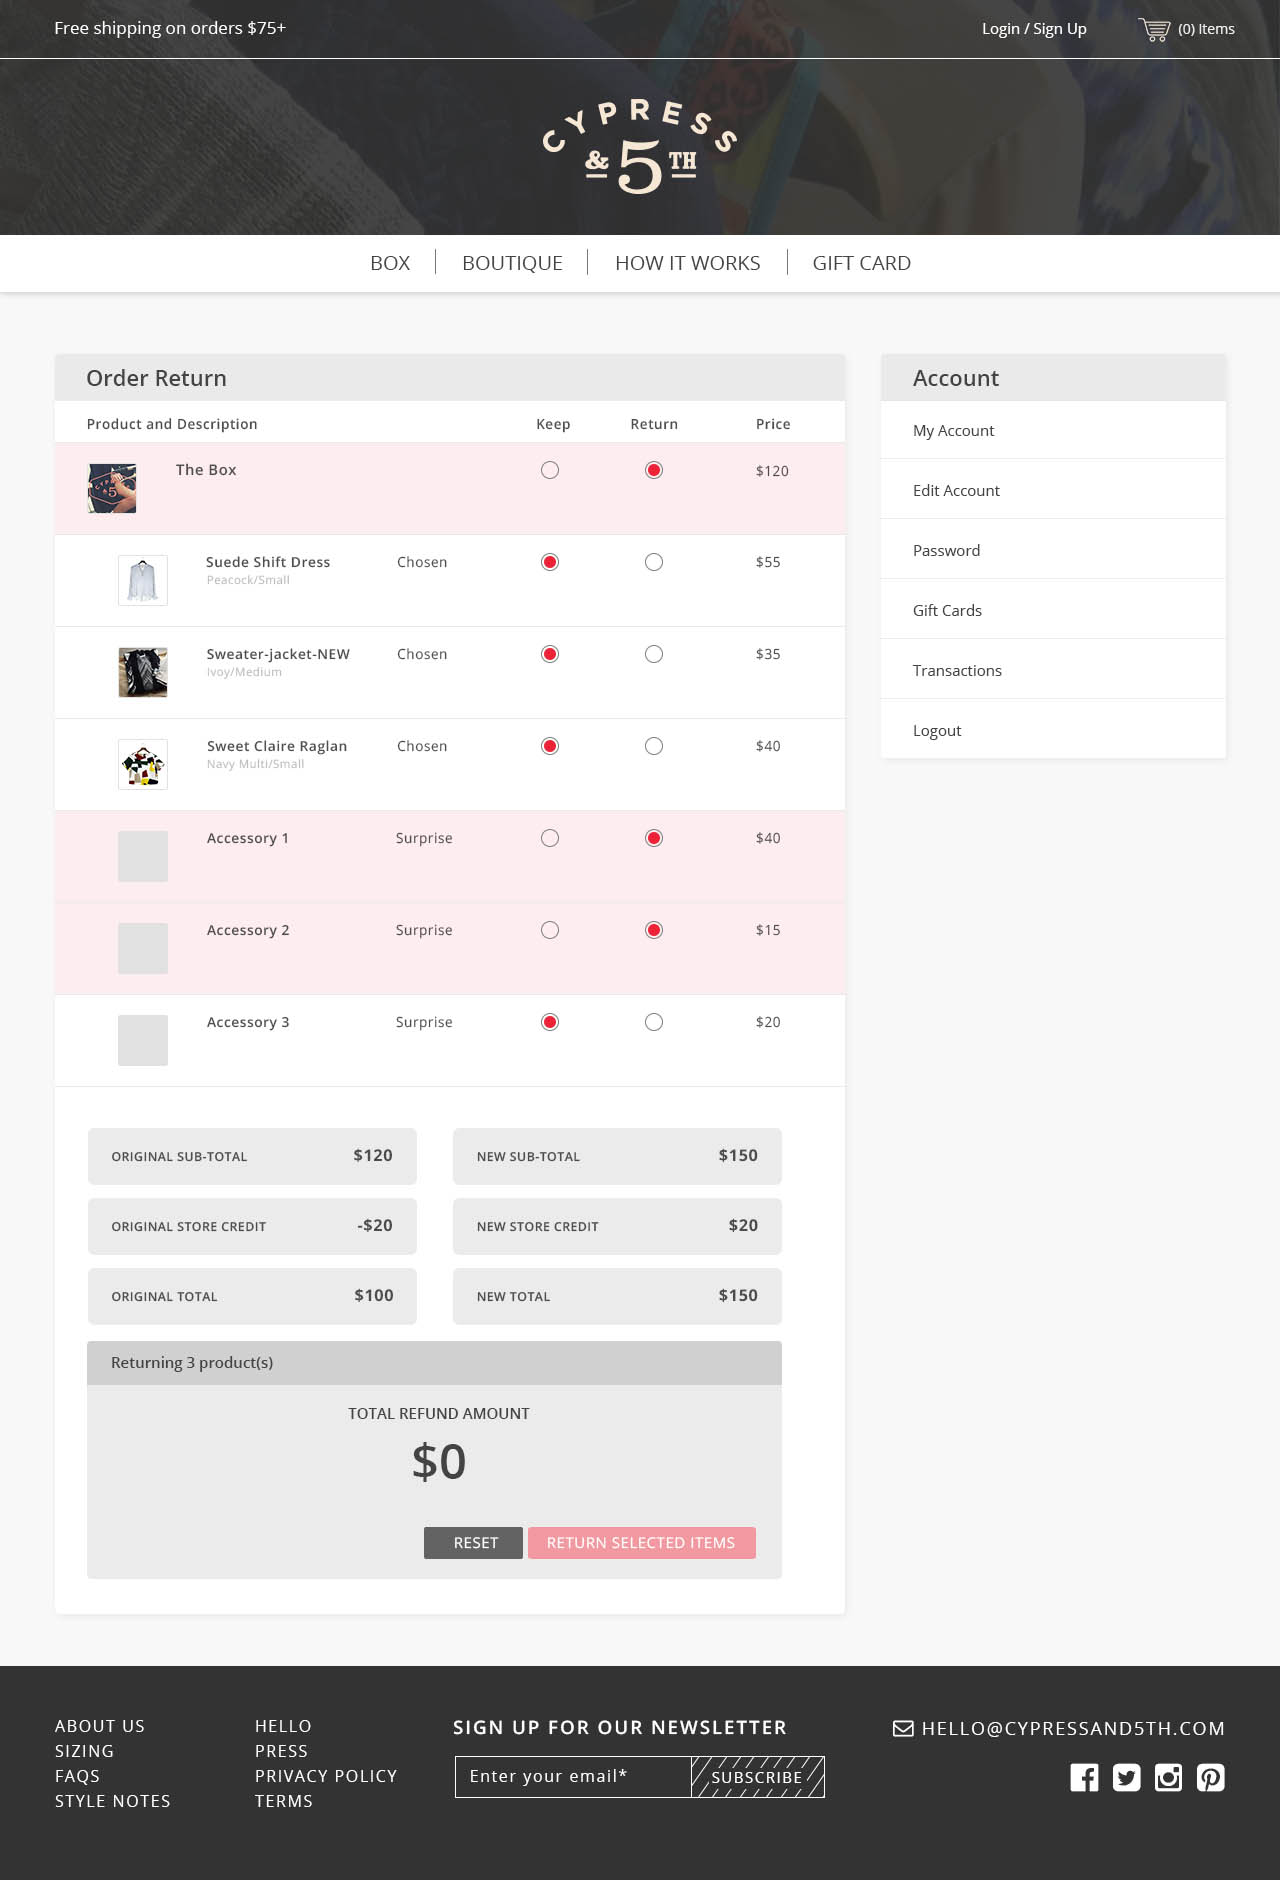 Free shipping on orders $75+
Login / Sign Up
(0) Items
CYPRESS
& 5 TH
BOX
BOUTIQUE
HOW IT WORKS
GIFT CARD
Order Return
Account
Product and Description Keep Return Price
The Box $120
Suede Shift Dress Chosen $55
Peacock/Small
Sweater-jacket-NEW Chosen $35
Ivoy/Medium
Sweet Claire Raglan Chosen $40
Navy Multi/Small
Accessory 1 Surprise $40
Accessory 2 Surprise $15
Accessory 3 Surprise $20
My Account
Edit Account
Password
Gift Cards
Transactions
Logout
ORIGINAL SUB-TOTAL $120
NEW SUB-TOTAL $150
ORIGINAL STORE CREDIT -$20
NEW STORE CREDIT $20
ORIGINAL TOTAL $100
NEW TOTAL $150
Returning 3 product(s)
TOTAL REFUND AMOUNT
$0
RESET
RETURN SELECTED ITEMS
ABOUT US
SIZING
FAQS
STYLE NOTES
HELLO
PRESS
PRIVACY POLICY
TERMS
SIGN UP FOR OUR NEWSLETTER
Enter your email*
SUBSCRIBE
HELLO@CYPRESSAND5TH.COM